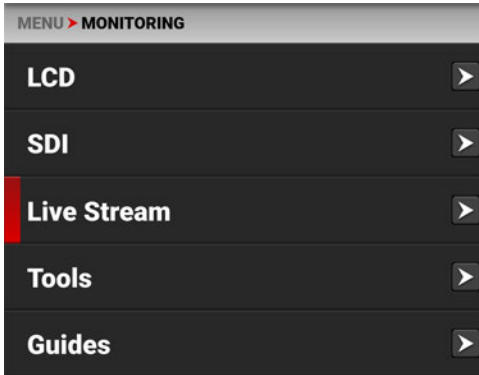 MENU > MONITORING
LCD
SDI
Live Stream
Tools
Guides